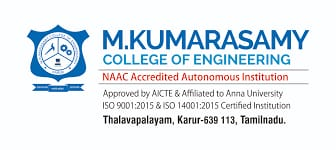 M.KUMARASAMY
COLLEGE OF ENGINEERING
NAAC Accredited Autonomous Institution
Approved by AICTE & Affiliated to Anna University
ISO 9001:2015 & ISO 14001:2015 Certified Institution
Thalavapalayam, Karur-639 113, Tamilnadu.